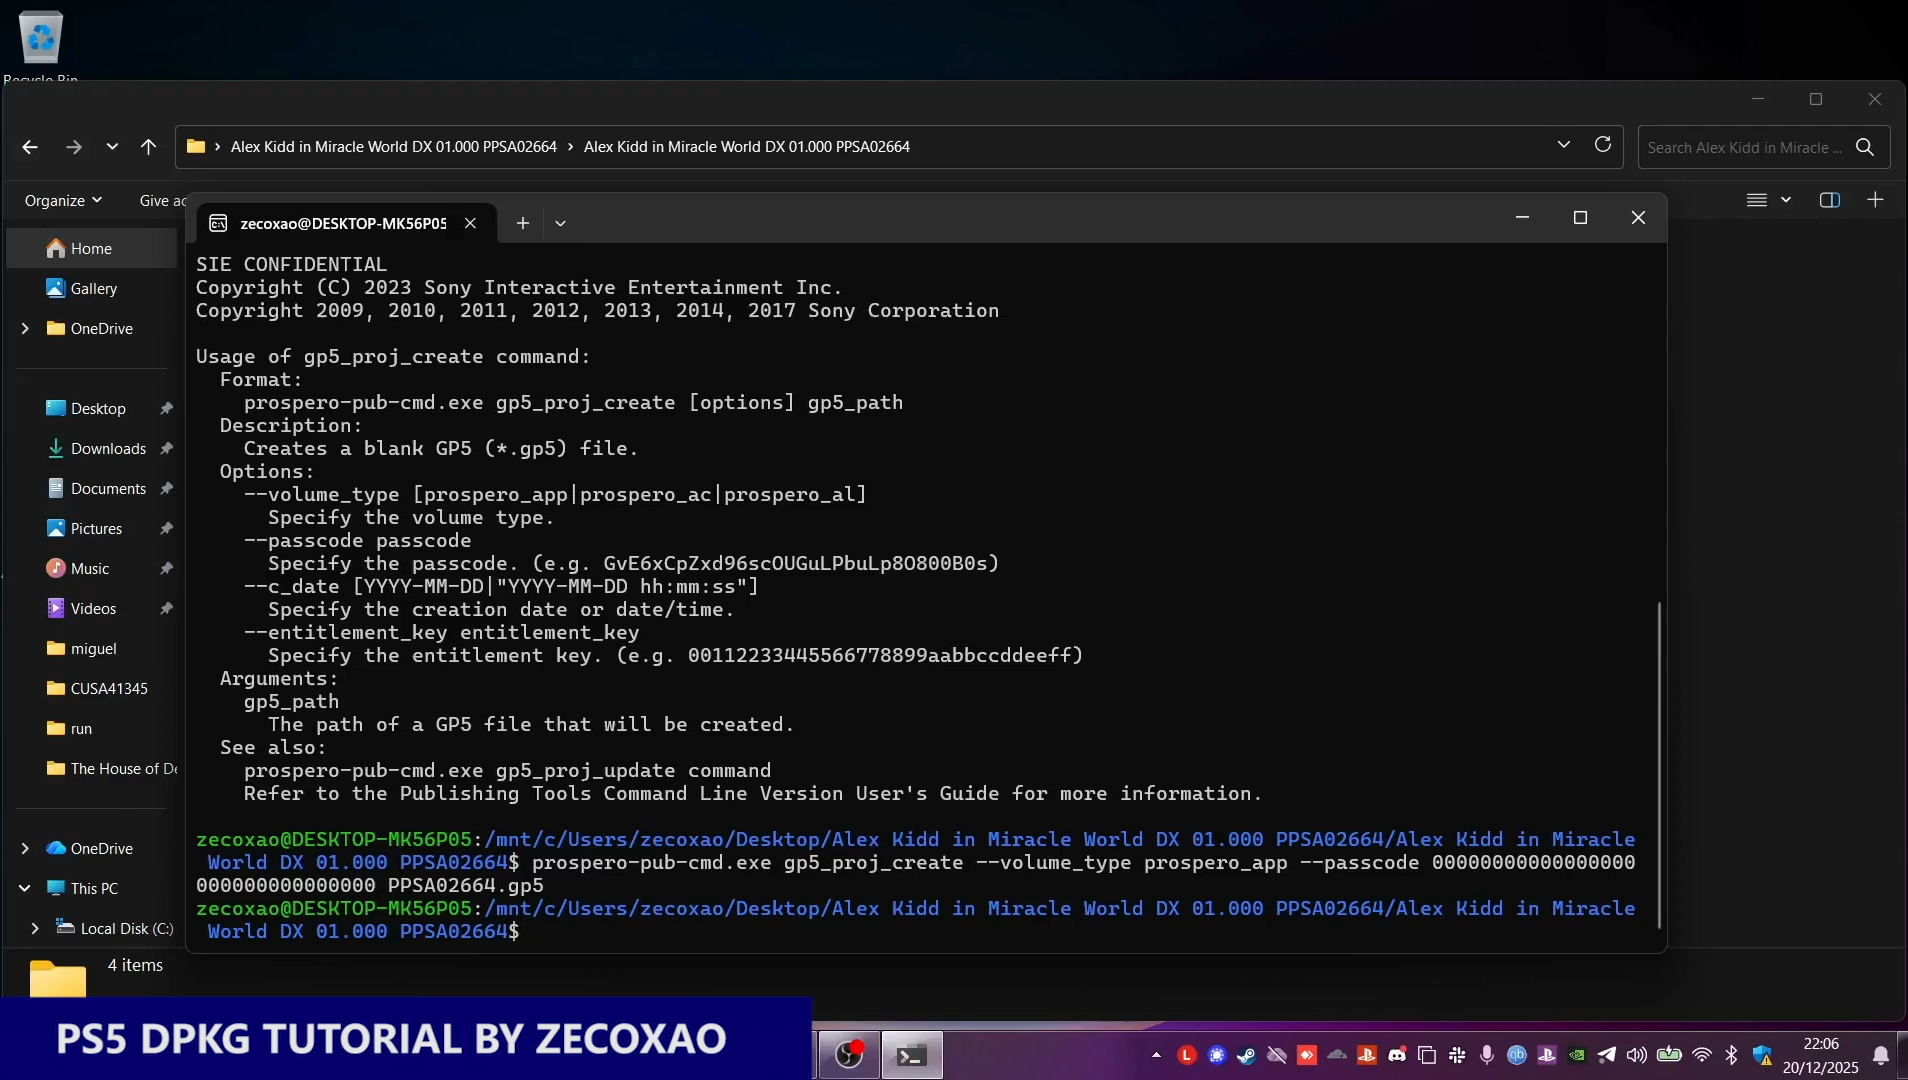 Recycle Bin
Alex Kidd in Miracle World DX 01.000 PPSA02664 › Alex Kidd in Miracle World DX 01.000 PPSA02664
Search Alex Kidd in Miracle ...
Organize
Give ac
zecoxao@DESKTOP-MK56P05
Home
Gallery
OneDrive
Desktop
Downloads
Documents
Pictures
Music
Videos
miguel
CUSA41345
run
The House of De
OneDrive
This PC
Local Disk (C:)
4 items
SIE CONFIDENTIAL
Copyright (C) 2023 Sony Interactive Entertainment Inc.
Copyright 2009, 2010, 2011, 2012, 2013, 2014, 2017 Sony Corporation
Usage of gp5_proj_create command:
Format:
prospero-pub-cmd.exe gp5_proj_create [options] gp5_path
Description:
Creates a blank GP5 (*.gp5) file.
Options:
--volume_type [prospero_app|prospero_ac|prospero_al]
Specify the volume type.
--passcode passcode
Specify the passcode. (e.g. GvE6xCpZxd96scOUGuLPbuLp8O800B0s)
--c_date [YYYY-MM-DD|"YYYY-MM-DD hh:mm:ss"]
Specify the creation date or date/time.
--entitlement_key entitlement_key
Specify the entitlement key. (e.g. 00112233445566778899aabbccddeeff)
Arguments:
gp5_path
The path of a GP5 file that will be created.
See also:
prospero-pub-cmd.exe gp5_proj_update command
Refer to the Publishing Tools Command Line Version User's Guide for more information.
zecoxao@DESKTOP-MK56P05:/mnt/c/Users/zecoxao/Desktop/Alex Kidd in Miracle World DX 01.000 PPSA02664/Alex Kidd in Miracle
World DX 01.000 PPSA02664$ prospero-pub-cmd.exe gp5_proj_create --volume_type prospero_app --passcode 00000000000000000
000000000000000 PPSA02664.gp5
zecoxao@DESKTOP-MK56P05:/mnt/c/Users/zecoxao/Desktop/Alex Kidd in Miracle World DX 01.000 PPSA02664/Alex Kidd in Miracle
World DX 01.000 PPSA02664$
PS5 DPKG TUTORIAL BY ZECOXAO
L
qb
22:06
20/12/2025